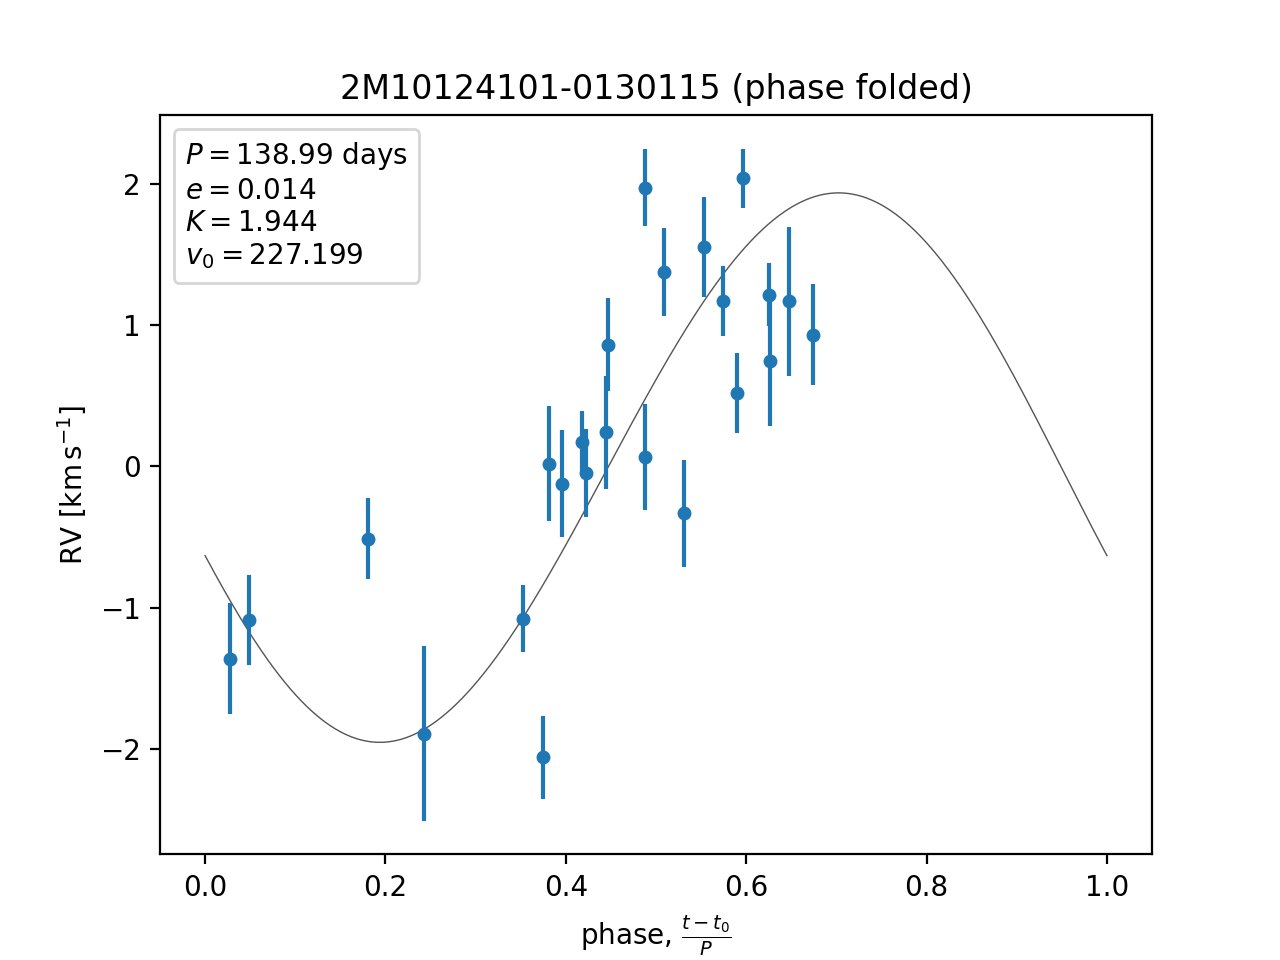 2M10124101-0130115 (phase folded)
P = 138.99 days
e = 0.014
K = 1.944
v₀ = 227.199
2
1
0
−1
−2
RV [km s⁻¹]
0.0 0.2 0.4 0.6 0.8 1.0
phase, (t − t₀)/P